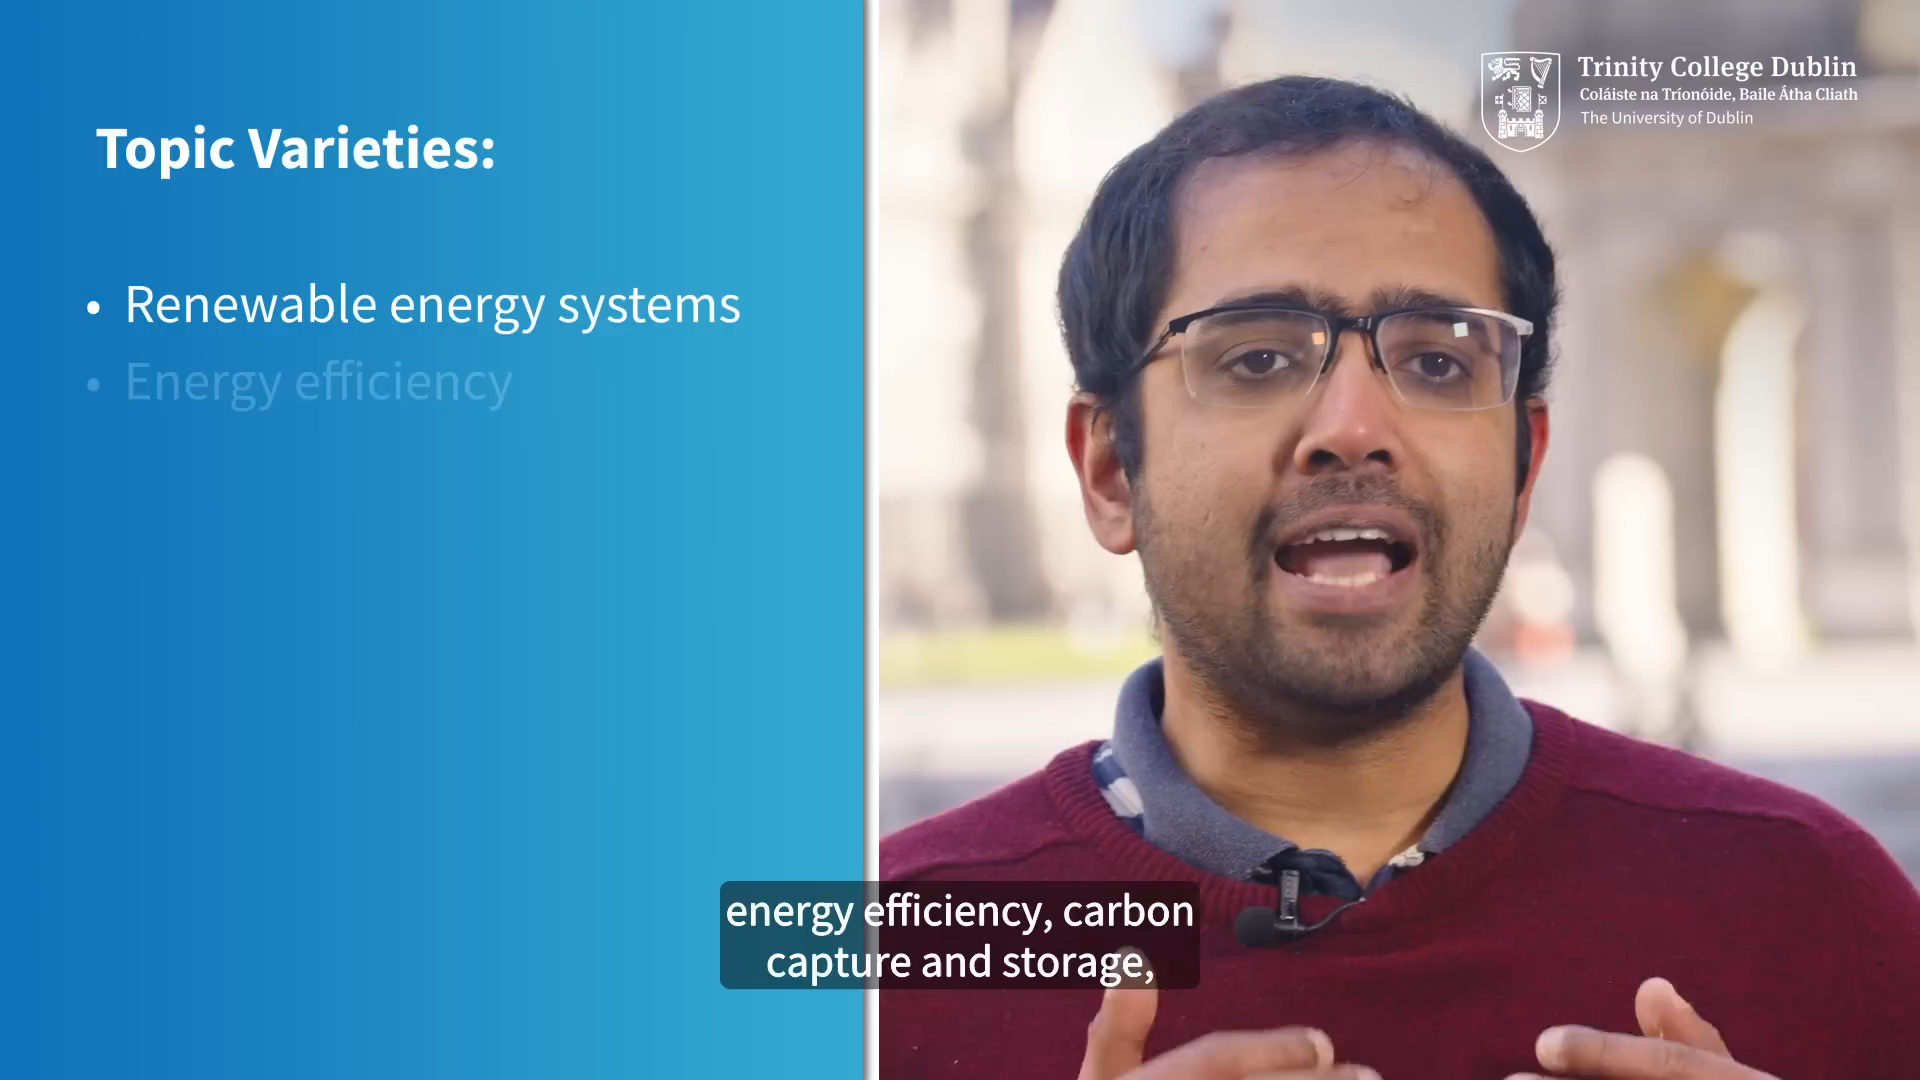 Topic Varieties:
• Renewable energy systems
• Energy efficiency
Trinity College Dublin
Coláiste na Tríonóide, Baile Átha Cliath
The University of Dublin
energy efficiency, carbon
capture and storage,